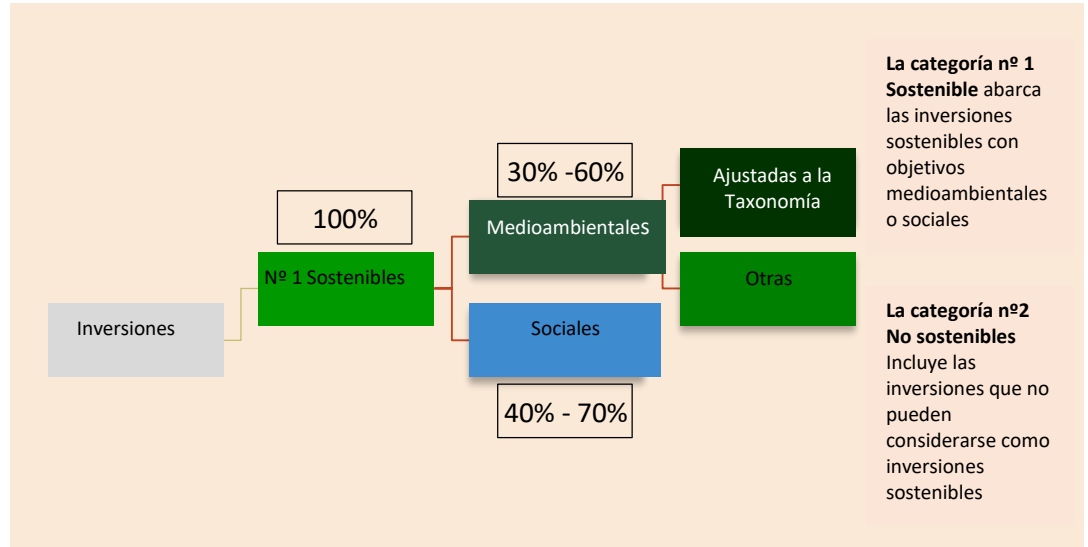 Inversiones
100%
Nº 1 Sostenibles
30% -60%
Medioambientales
Sociales
40% - 70%
Ajustadas a la
Taxonomía
Otras
La categoría nº 1
Sostenible abarca
las inversiones
sostenibles con
objetivos
medioambientales
o sociales
La categoría nº2
No sostenibles
Incluye las
inversiones que no
pueden
considerarse como
inversiones
sostenibles